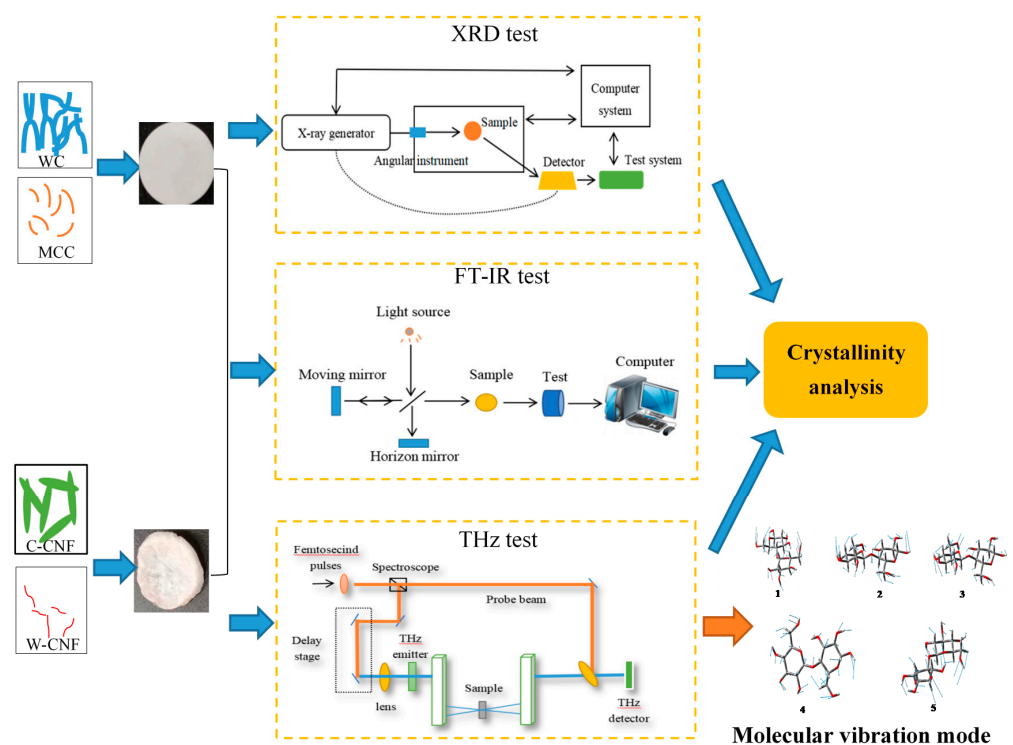 WC
MCC
C-CNF
W-CNF
XRD test
X-ray generator
Sample
Angular instrument
Computer
system
Detector
Test system
FT-IR test
Light source
Moving mirror
Sample
Test
Computer
Horizon mirror
THz test
Femtosecind
pulses
Spectroscope
Probe beam
Delay
stage
THz
emitter
lens
Sample
THz
detector
Crystallinity
analysis
1
2
3
4
5
Molecular vibration mode